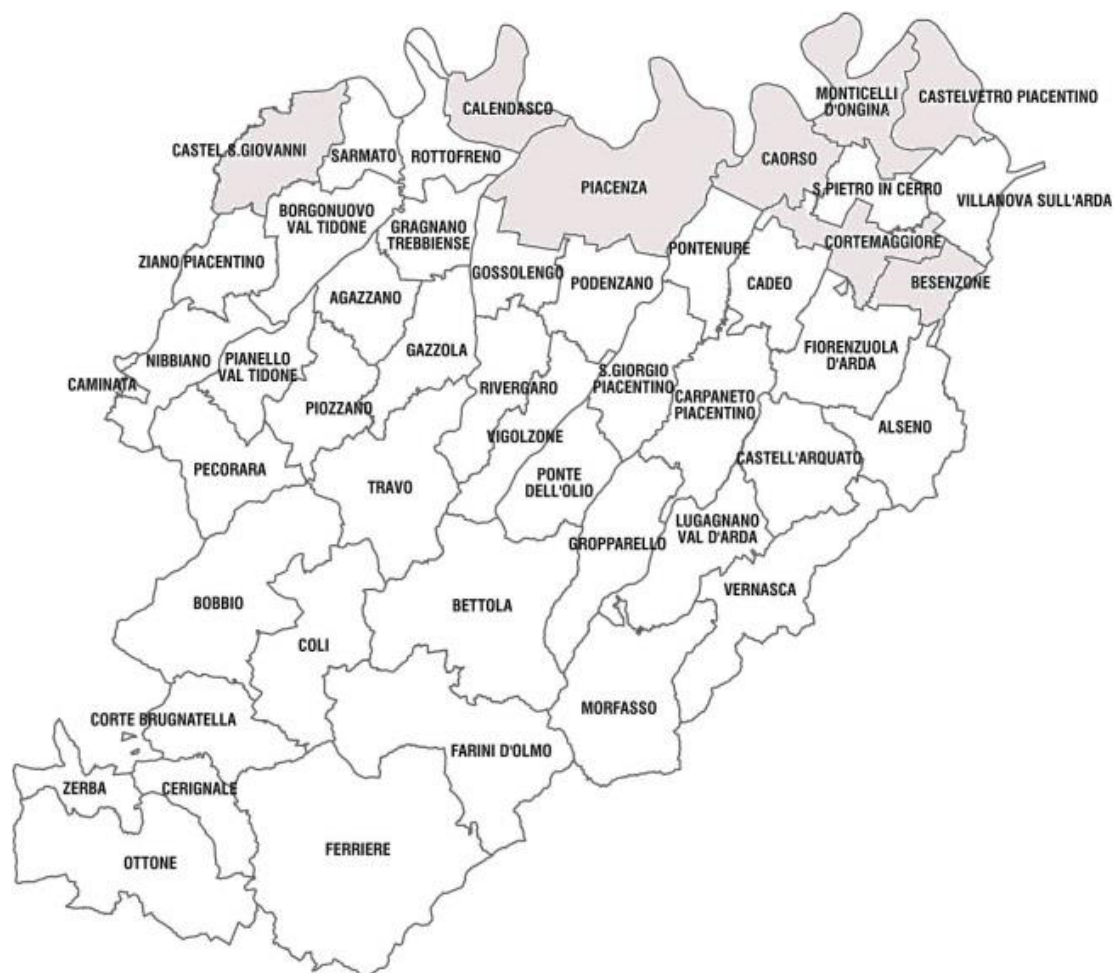 MONTICELLI
D'ONGINA
CASTELVETRO PIACENTINO
CALENDASCO
CASTEL S.GIOVANNI
SARMATO
ROTTOFRENO
CAORSO
PIACENZA
S.PIETRO IN CERRO
VILLANOVA SULL'ARDA
BORGONUOVO
VAL TIDONE
GRAGNANO
TREBBIENSE
CORTEMAGGIORE
PONTENURE
ZIANO PIACENTINO
GOSSOLENGO
PODENZANO
CADEO
BESENZONE
AGAZZANO
GAZZOLA
FIORENZUOLA
D'ARDA
NIBBIANO
PIANELLO
VAL TIDONE
CAMINATA
RIVERGARO
S.GIORGIO
PIACENTINO
CARPANETO
PIACENTINO
PIOZZANO
ALSENO
VIGOLZONE
CASTELL'ARQUATO
PECORARA
TRAVO
PONTE
DELL'OLIO
LUGAGNANO
VAL D'ARDA
GROPPARELLO
VERNASCA
BOBBIO
BETTOLA
COLI
MORFASSO
CORTE BRUGNATELLA
FARINI D'OLMO
ZERBA
CERIGNALE
FERRIERE
OTTONE